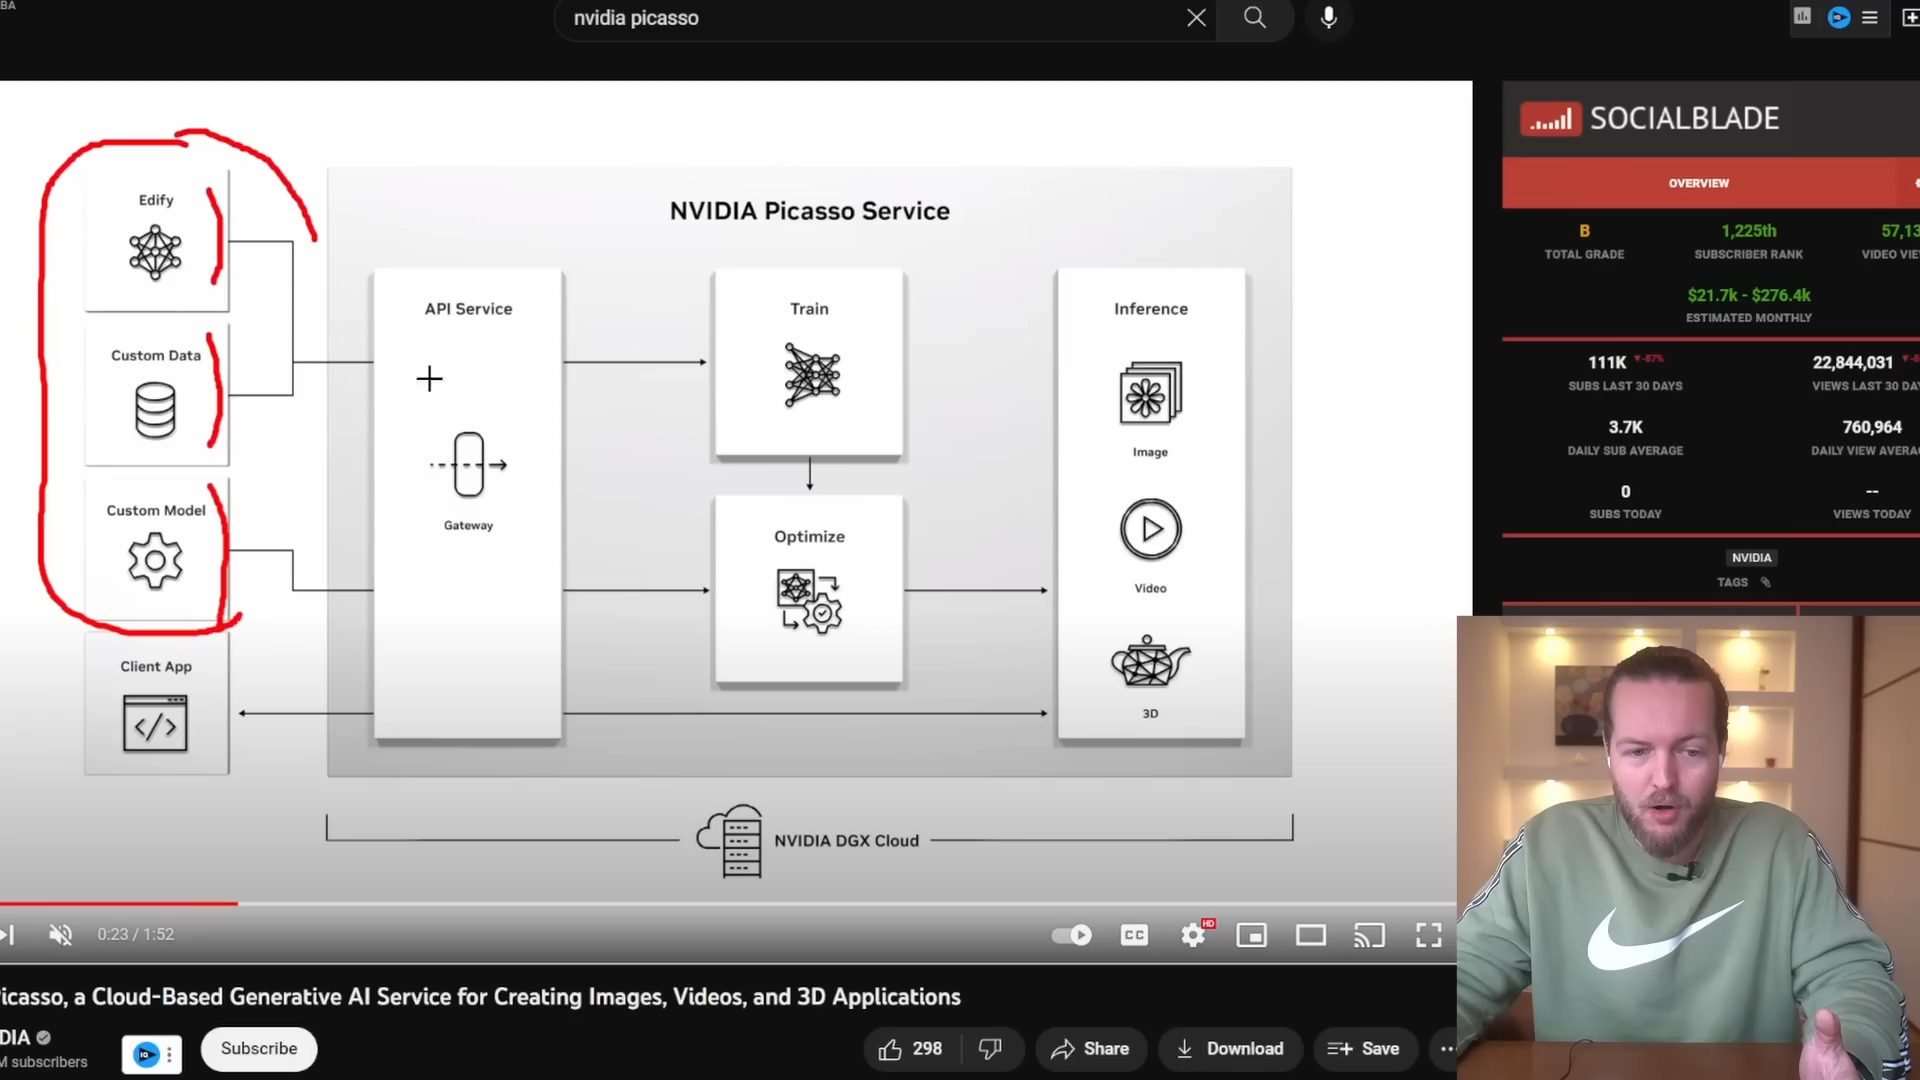 BA
nvidia picasso
NVIDIA Picasso Service
Edify
Custom Data
Custom Model
Client App
API Service
Gateway
Train
Optimize
Inference
Image
Video
3D
NVIDIA DGX Cloud
0:23 / 1:52
CC
HD
icasso, a Cloud-Based Generative AI Service for Creating Images, Videos, and 3D Applications
DIA
M subscribers
Subscribe
298
Share
Download
Save
SOCIALBLADE
OVERVIEW
B
TOTAL GRADE
1,225th
SUBSCRIBER RANK
57,13
VIDEO VIE
$21.7k - $276.4k
ESTIMATED MONTHLY
111K -87%
SUBS LAST 30 DAYS
22,844,031
VIEWS LAST 30 DA
3.7K
DAILY SUB AVERAGE
760,964
DAILY VIEW AVERA
0
SUBS TODAY
--
VIEWS TODAY
NVIDIA
TAGS